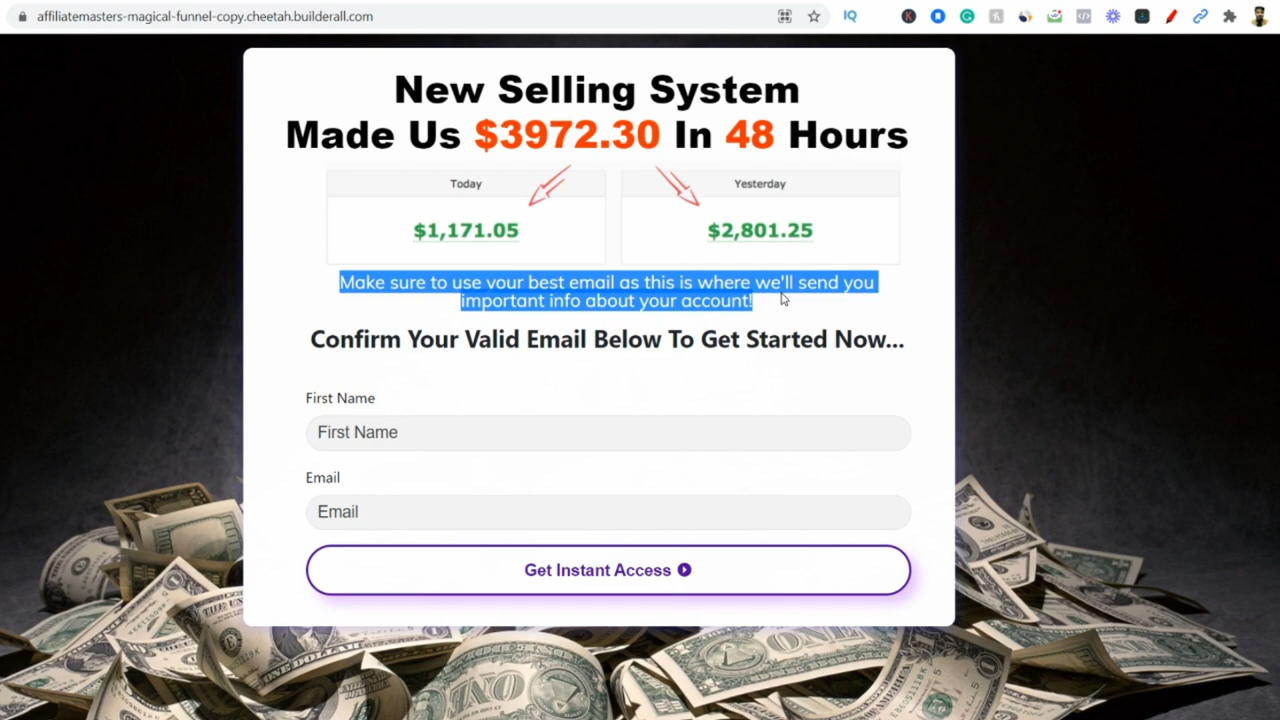 affiliatemasters-magical-funnel-copy.cheetah.builderall.com
New Selling System
Made Us $3972.30 In 48 Hours
Today
Yesterday
$1,171.05
$2,801.25
Make sure to use your best email as this is where we'll send you
important info about your account!
Confirm Your Valid Email Below To Get Started Now...
First Name
First Name
Email
Email
Get Instant Access